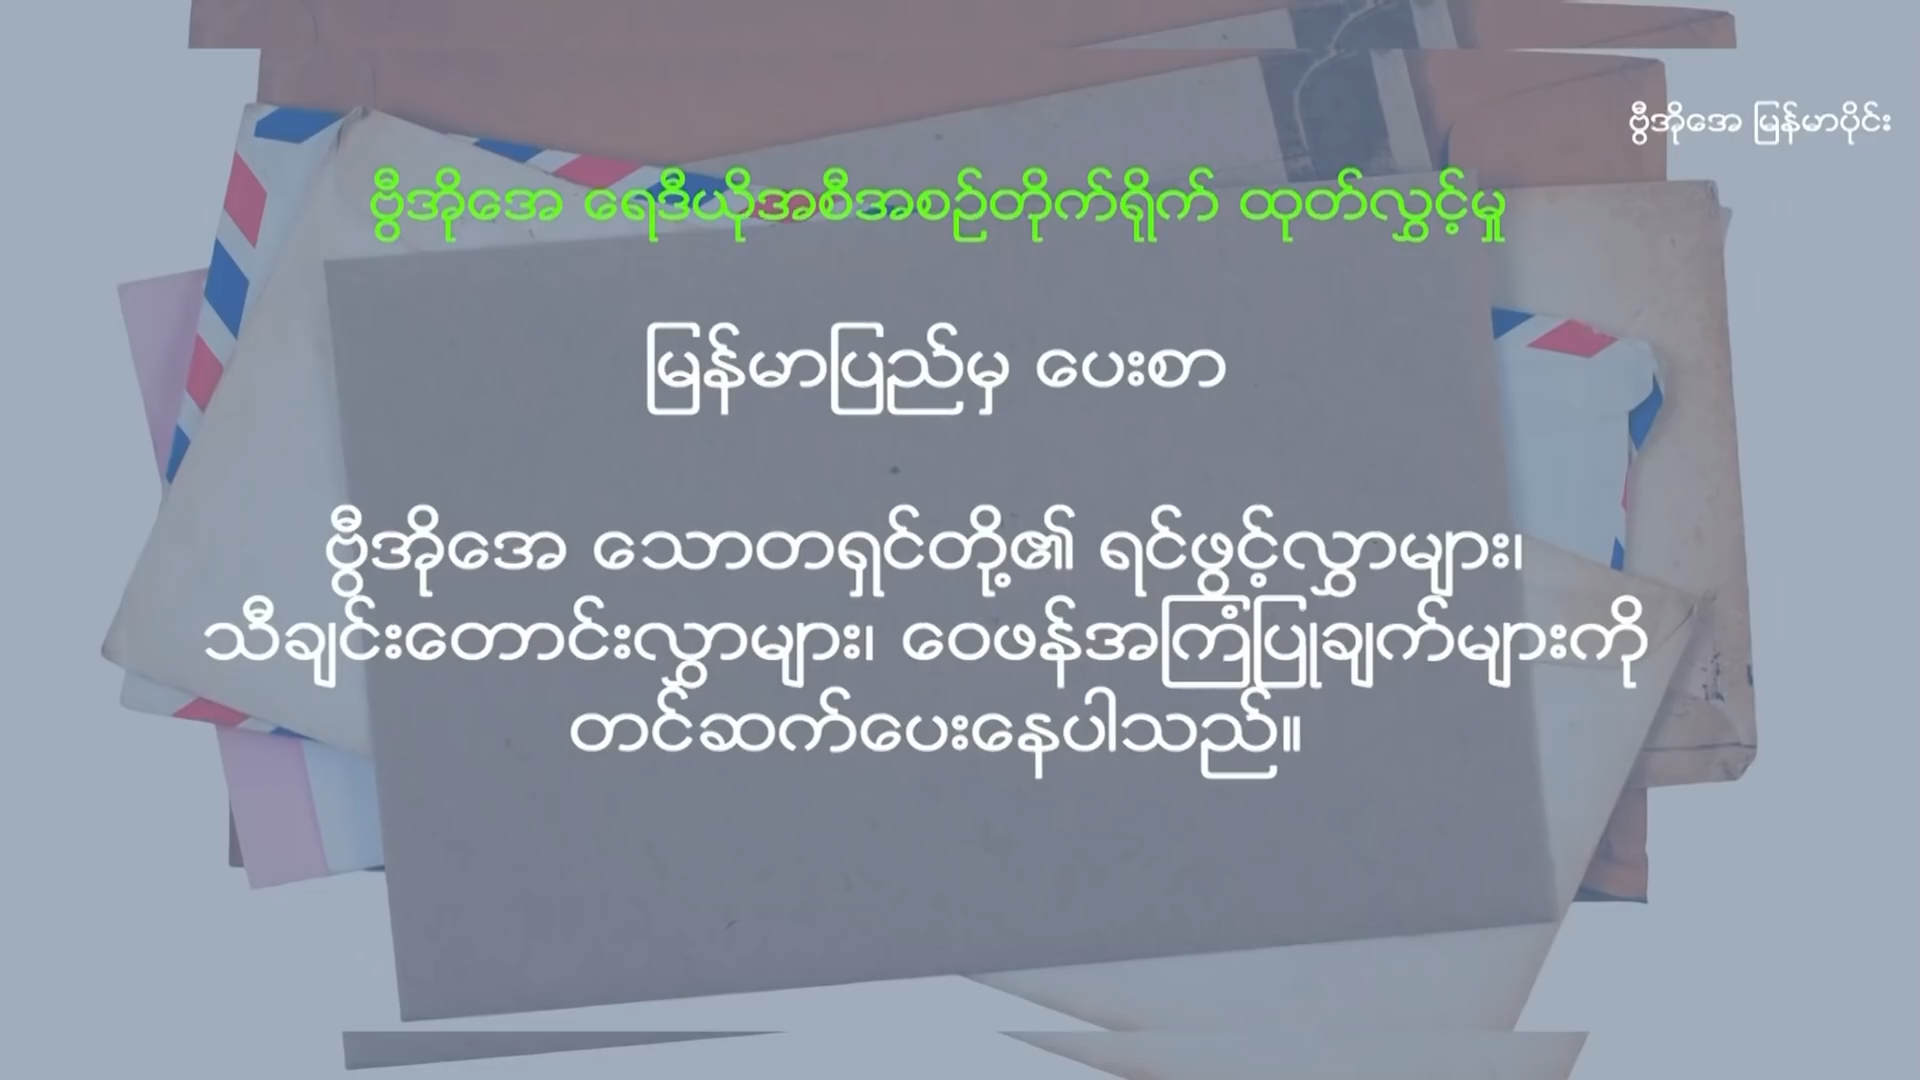 ဗွီအိုအေ မြန်မာပိုင်း
ဗွီအိုအေ ရေဒီယိုအစီအစဉ်တိုက်ရိုက် ထုတ်လွှင့်မှု
မြန်မာပြည်မှ ပေးစာ
ဗွီအိုအေ သောတရှင်တို့၏ ရင်ဖွင့်လွှာများ၊
သီချင်းတောင်းလွှာများ၊ ဝေဖန်အကြံပြုချက်များကို
တင်ဆက်ပေးနေပါသည်။